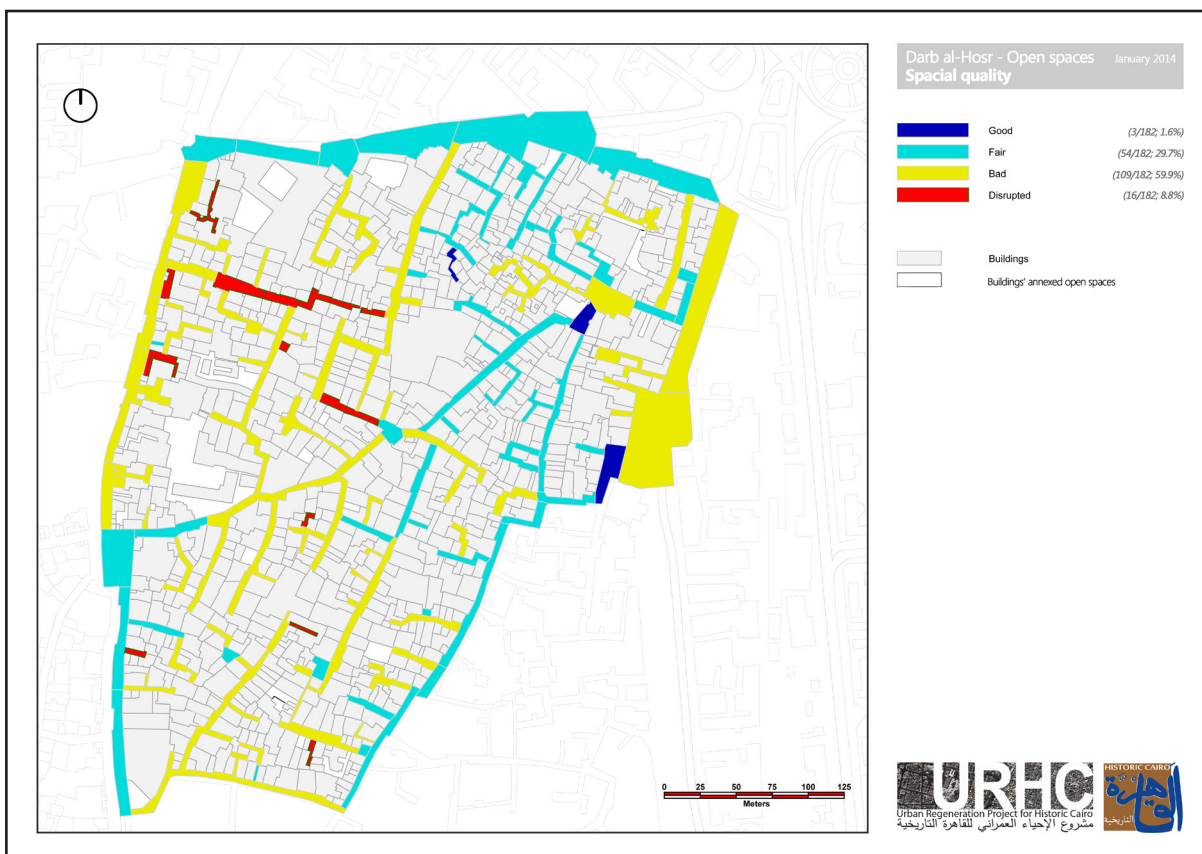 Darb al-Hosr - Open spaces January 2014
Spacial quality
Good (3/182; 1.6%)
Fair (54/182; 29.7%)
Bad (109/182; 59.9%)
Disrupted (16/182; 8.8%)
Buildings
Buildings' annexed open spaces
0 25 50 75 100 125
Meters
URHC
Urban Regeneration Project for Historic Cairo
مشروع الإحياء العمراني للقاهرة التاريخية
HISTORIC CAIRO
القاهرة
التاريخية